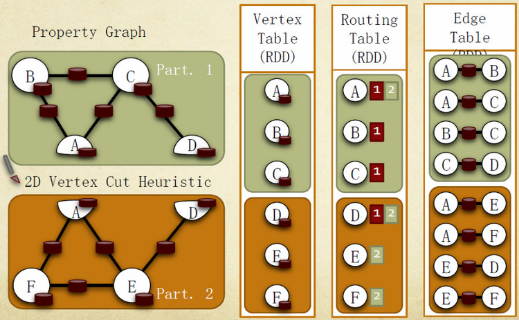 Property Graph
B
C
Part. 1
A
D
2D Vertex Cut Heuristic
A
D
F
E
Part. 2
Vertex
Table
(RDD)
A
B
C
D
E
F
Routing
Table
(RDD)
A 1 2
B 1
C 1
D 1 2
E 2
F 2
Edge
Table
(RDD)
A B
A C
B C
C D
A E
A F
E D
E F